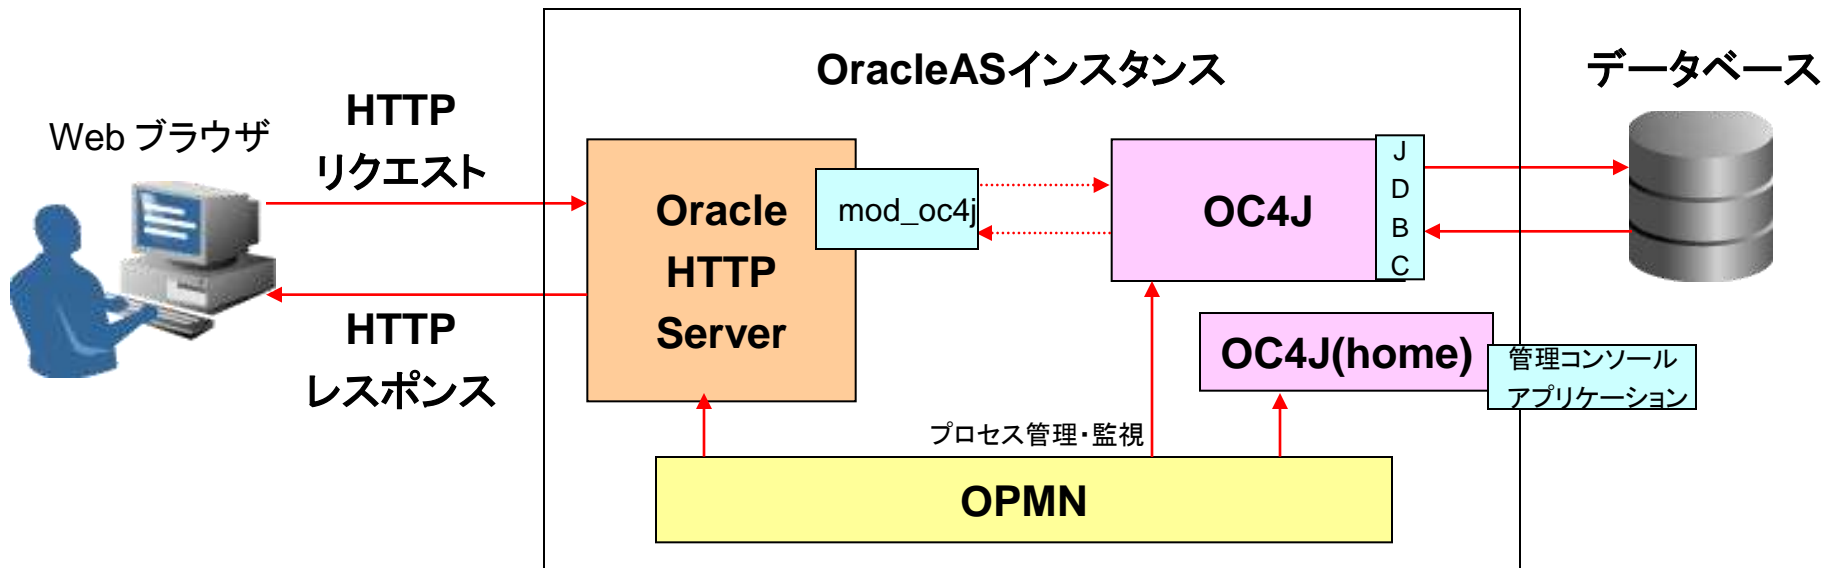 OracleASインスタンス
データベース
HTTP
リクエスト
Web ブラウザ
Oracle
HTTP
Server
mod_oc4j
OC4J
J
D
B
C
HTTP
レスポンス
OC4J(home)
管理コンソール
アプリケーション
プロセス管理・監視
OPMN